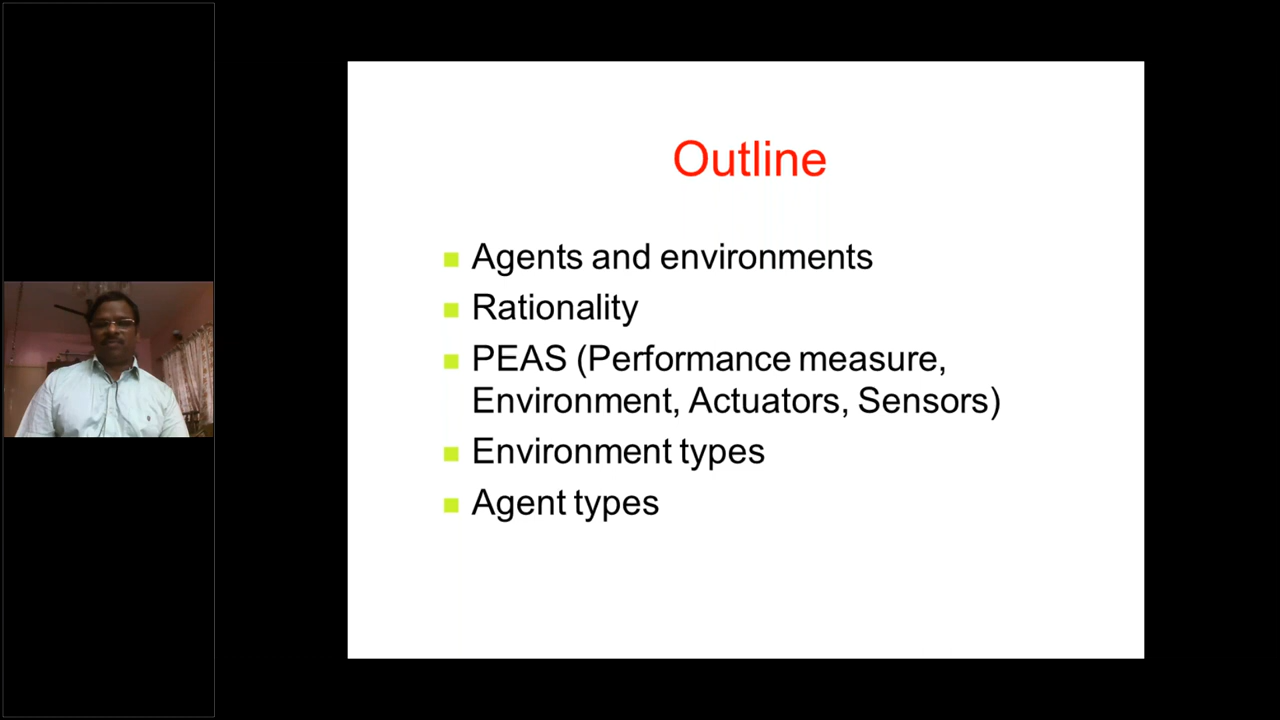 Outline
Agents and environments
Rationality
PEAS (Performance measure,
Environment, Actuators, Sensors)
Environment types
Agent types